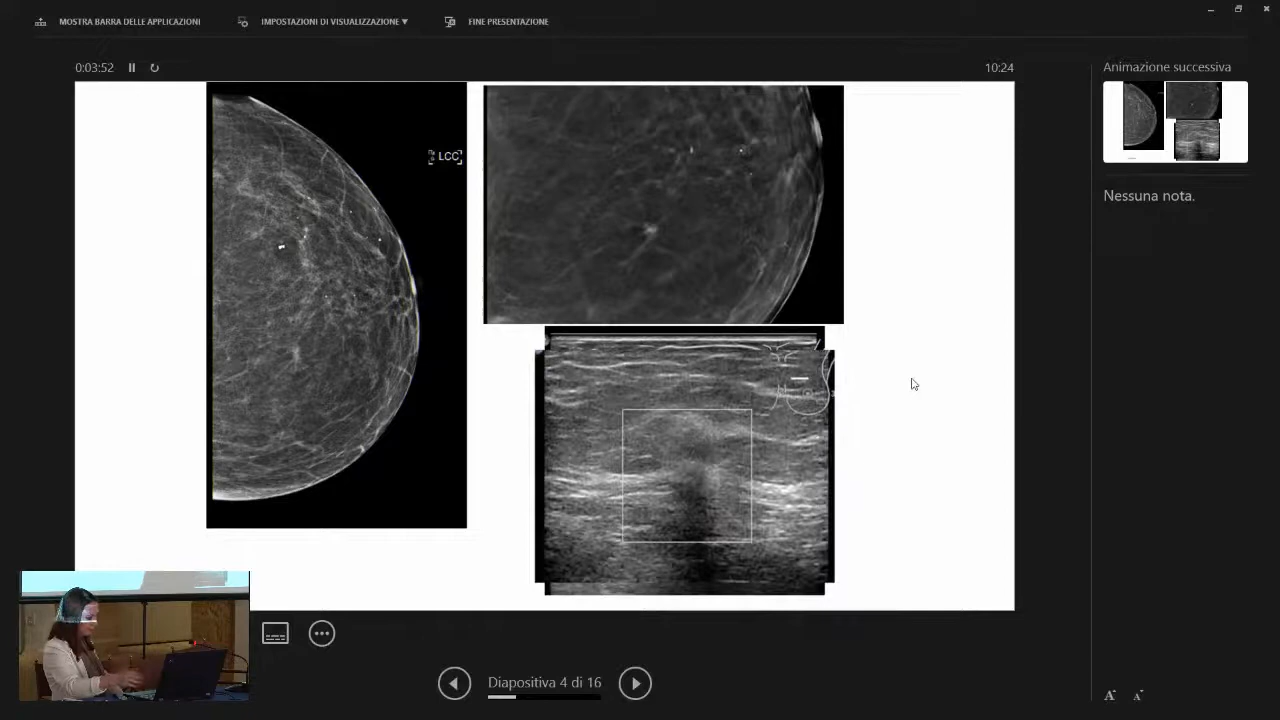 MOSTRA BARRA DELLE APPLICAZIONI
IMPOSTAZIONI DI VISUALIZZAZIONE ▼
FINE PRESENTAZIONE
0:03:52
10:24
Animazione successiva
LCC
Nessuna nota.
Diapositiva 4 di 16
A A